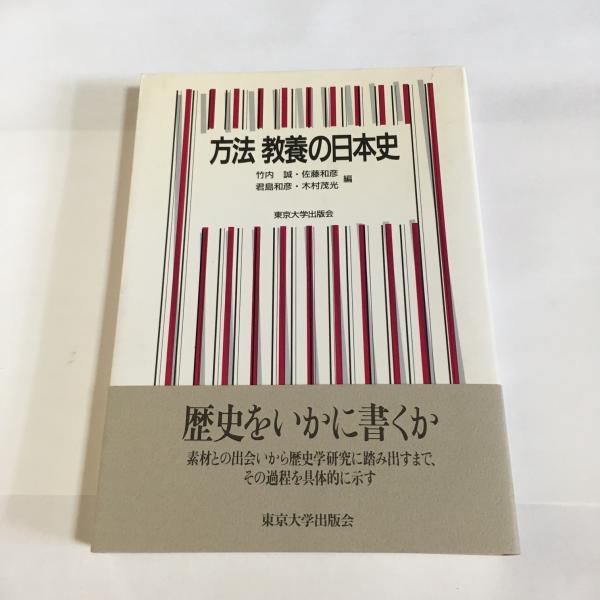 方法 教養の日本史
竹内 誠・佐藤和彦
君島和彦・木村茂光 編
東京大学出版会
歴史をいかに書くか
素材との出会いから歴史学研究に踏み出すまで、
その過程を具体的に示す
東京大学出版会